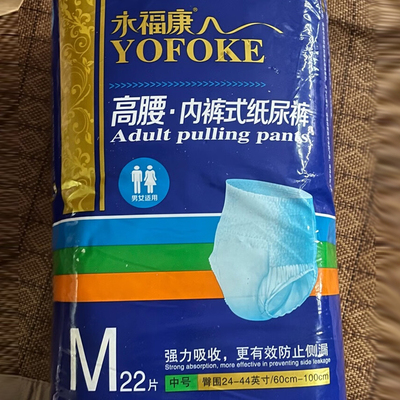 永福康®
YOFOKE
高腰·内裤式纸尿裤
Adult pulling pants
男女适用
强力吸收，更有效防止侧漏
Strong absorption, more effective in preventing side leakage
M22片
中号 臀围24-44英寸/60cm-100cm